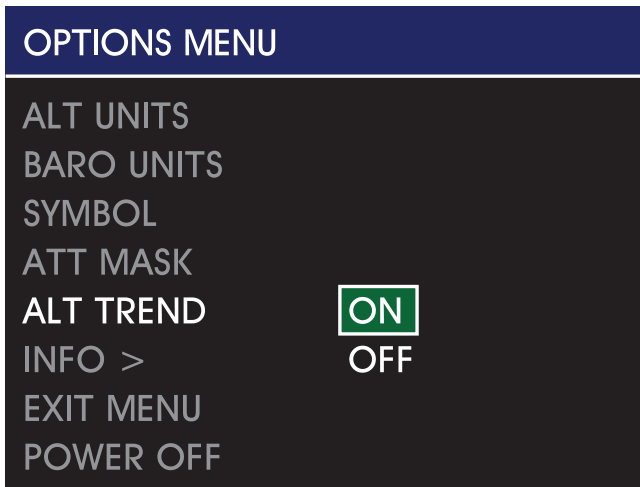 OPTIONS MENU
ALT UNITS
BARO UNITS
SYMBOL
ATT MASK
ALT TREND ON
INFO > OFF
EXIT MENU
POWER OFF